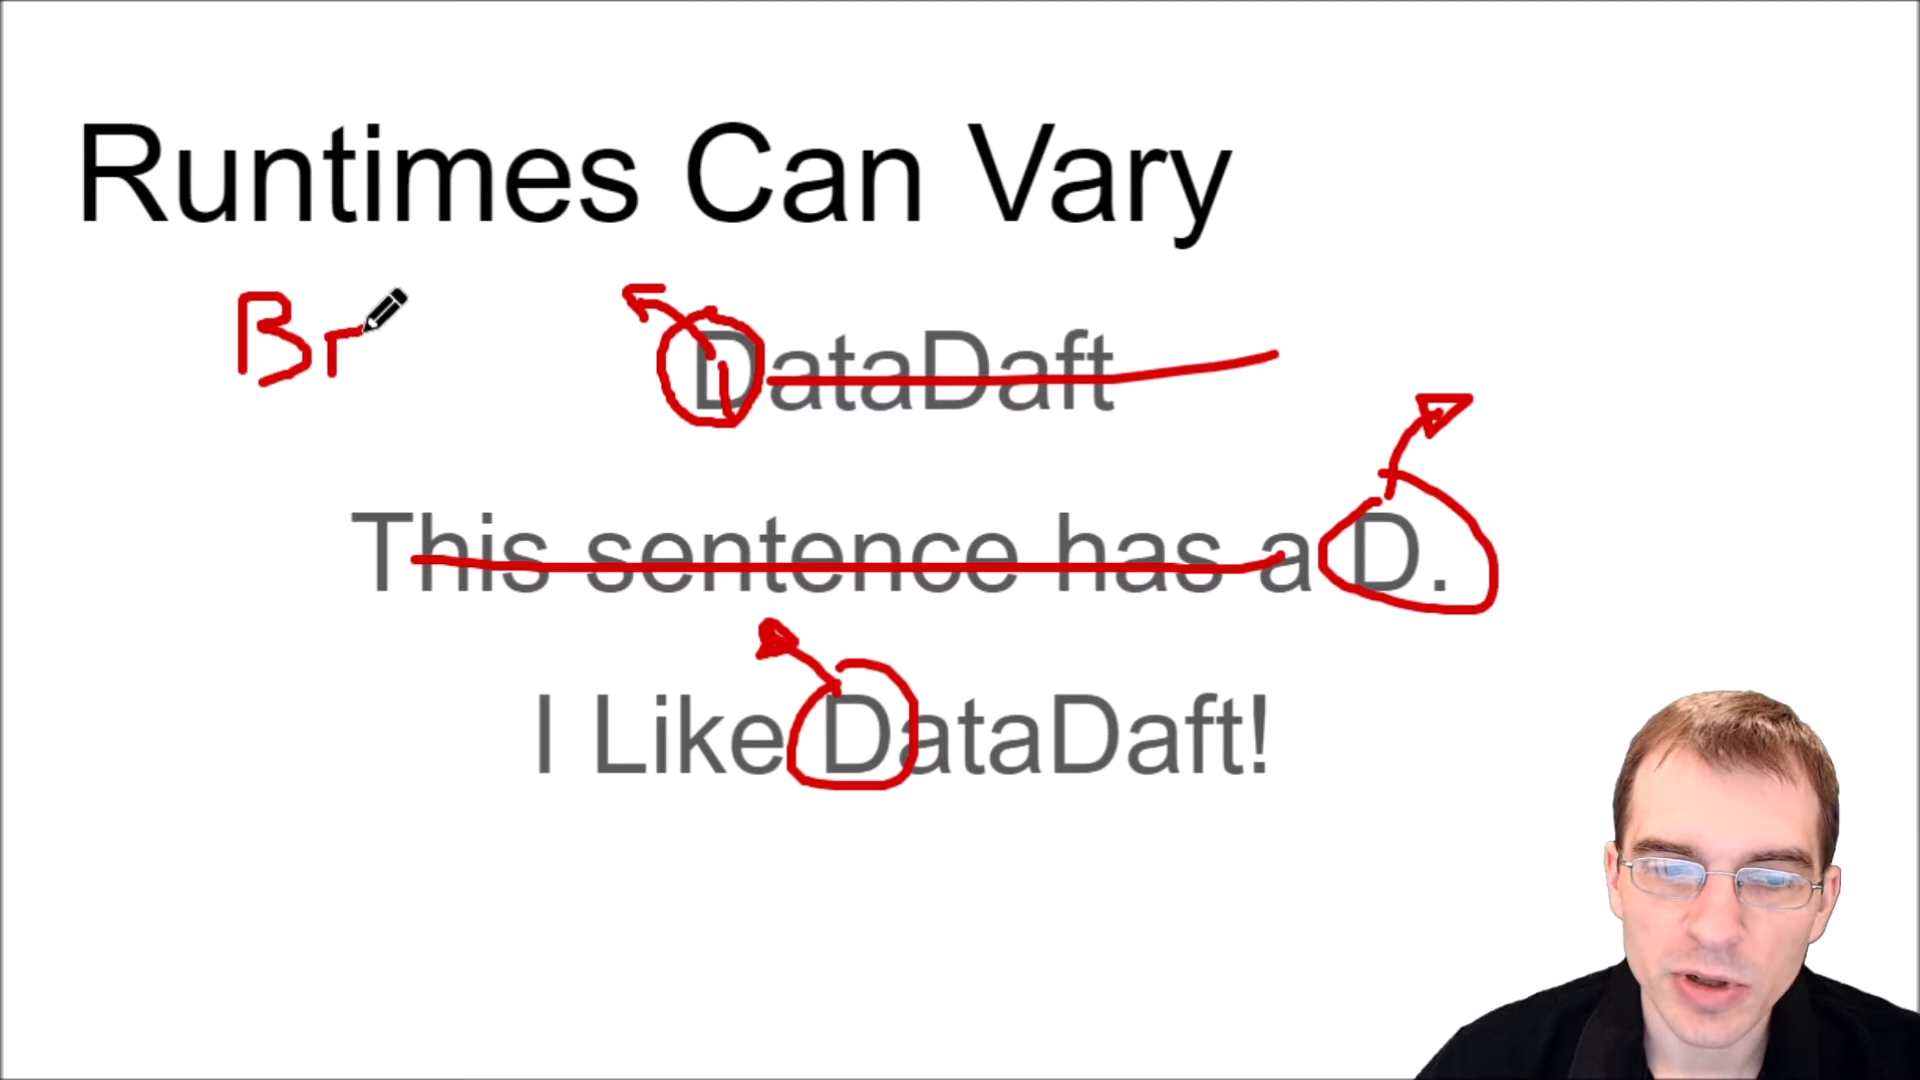 Runtimes Can Vary
Br
DataDaft
This sentence has a D.
I Like DataDaft!